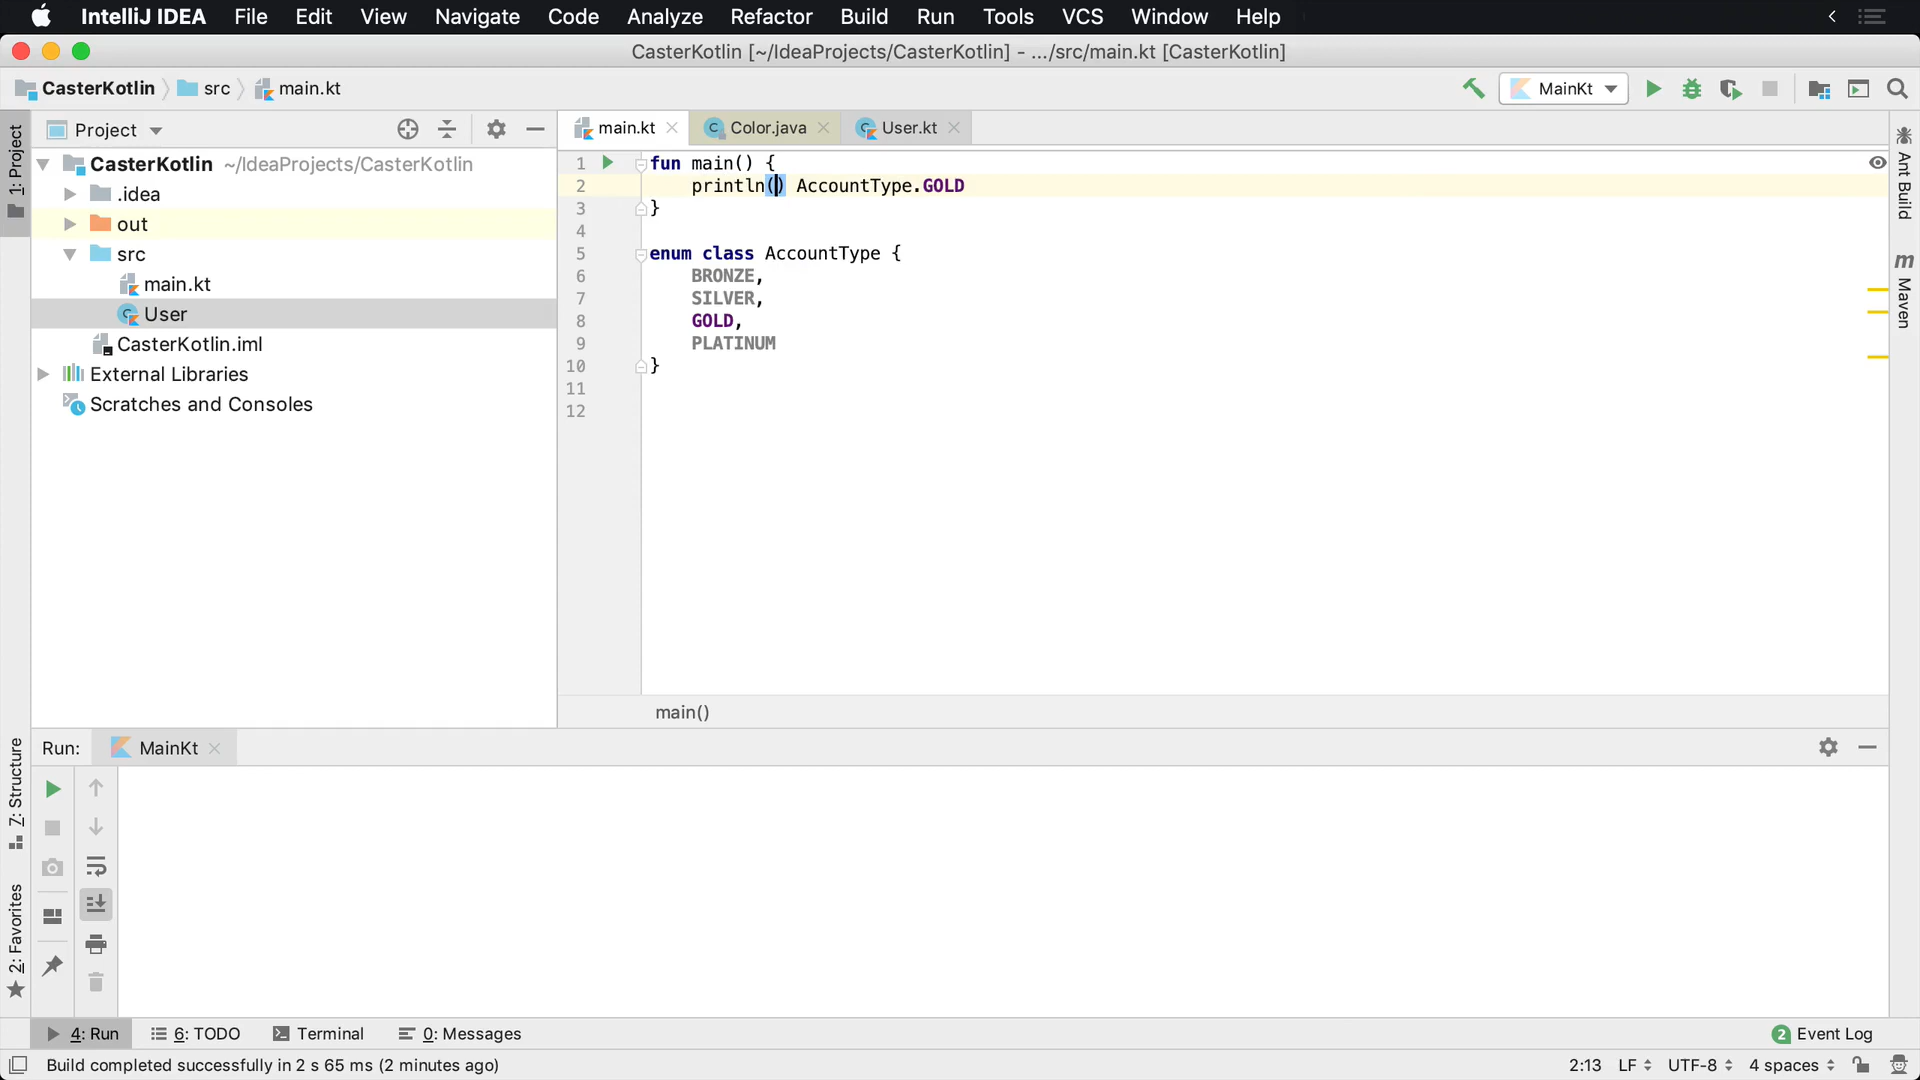 IntelliJ IDEA File Edit View Navigate Code Analyze Refactor Build Run Tools VCS Window Help
CasterKotlin [~/IdeaProjects/CasterKotlin] - .../src/main.kt [CasterKotlin]
CasterKotlin src main.kt MainKt
Project main.kt Color.java User.kt
1: Project
CasterKotlin ~/IdeaProjects/CasterKotlin
.idea
out
src
main.kt
User
CasterKotlin.iml
External Libraries
Scratches and Consoles
1 fun main() {
2 println() AccountType.GOLD
3 }
4
5 enum class AccountType {
6 BRONZE,
7 SILVER,
8 GOLD,
9 PLATINUM
10 }
11
12
main()
Ant Build
m Maven
Run: MainKt
Z: Structure
2: Favorites
4: Run 6: TODO Terminal 0: Messages 2 Event Log
Build completed successfully in 2 s 65 ms (2 minutes ago) 2:13 LF UTF-8 4 spaces